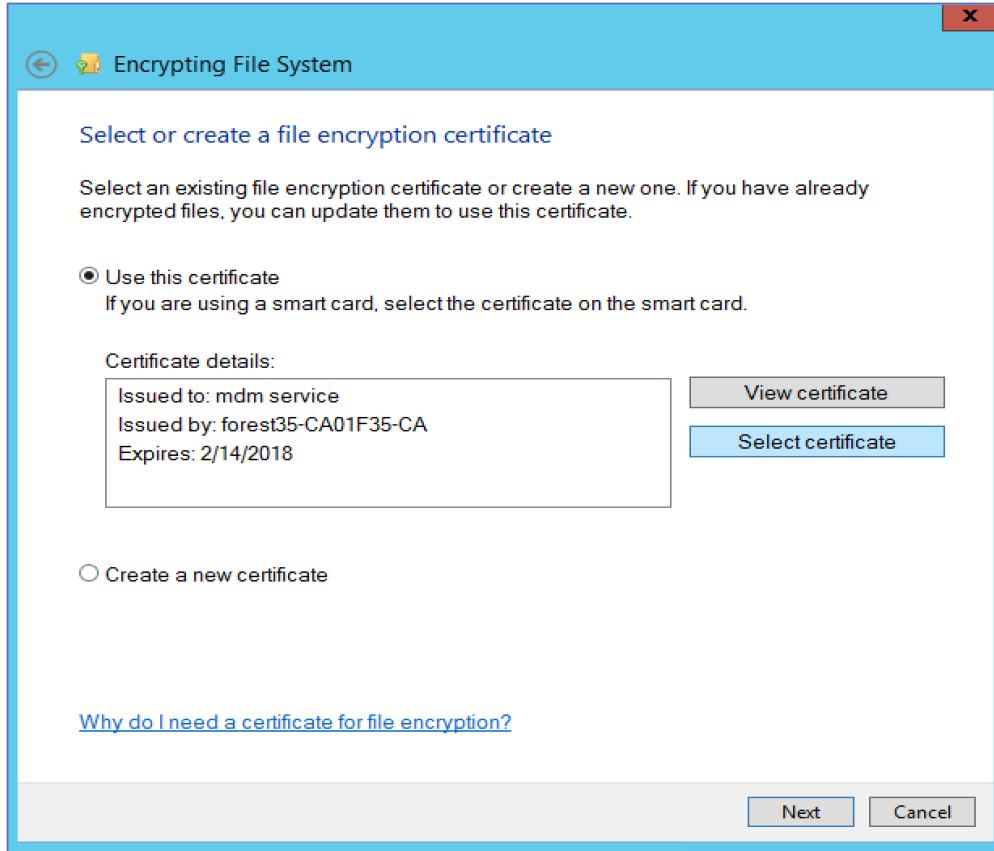 x
Encrypting File System
Select or create a file encryption certificate
Select an existing file encryption certificate or create a new one. If you have already
encrypted files, you can update them to use this certificate.
Use this certificate
If you are using a smart card, select the certificate on the smart card.
Certificate details:
Issued to: mdm service
Issued by: forest35-CA01F35-CA
Expires: 2/14/2018
View certificate
Select certificate
Create a new certificate
Why do I need a certificate for file encryption?
Next
Cancel